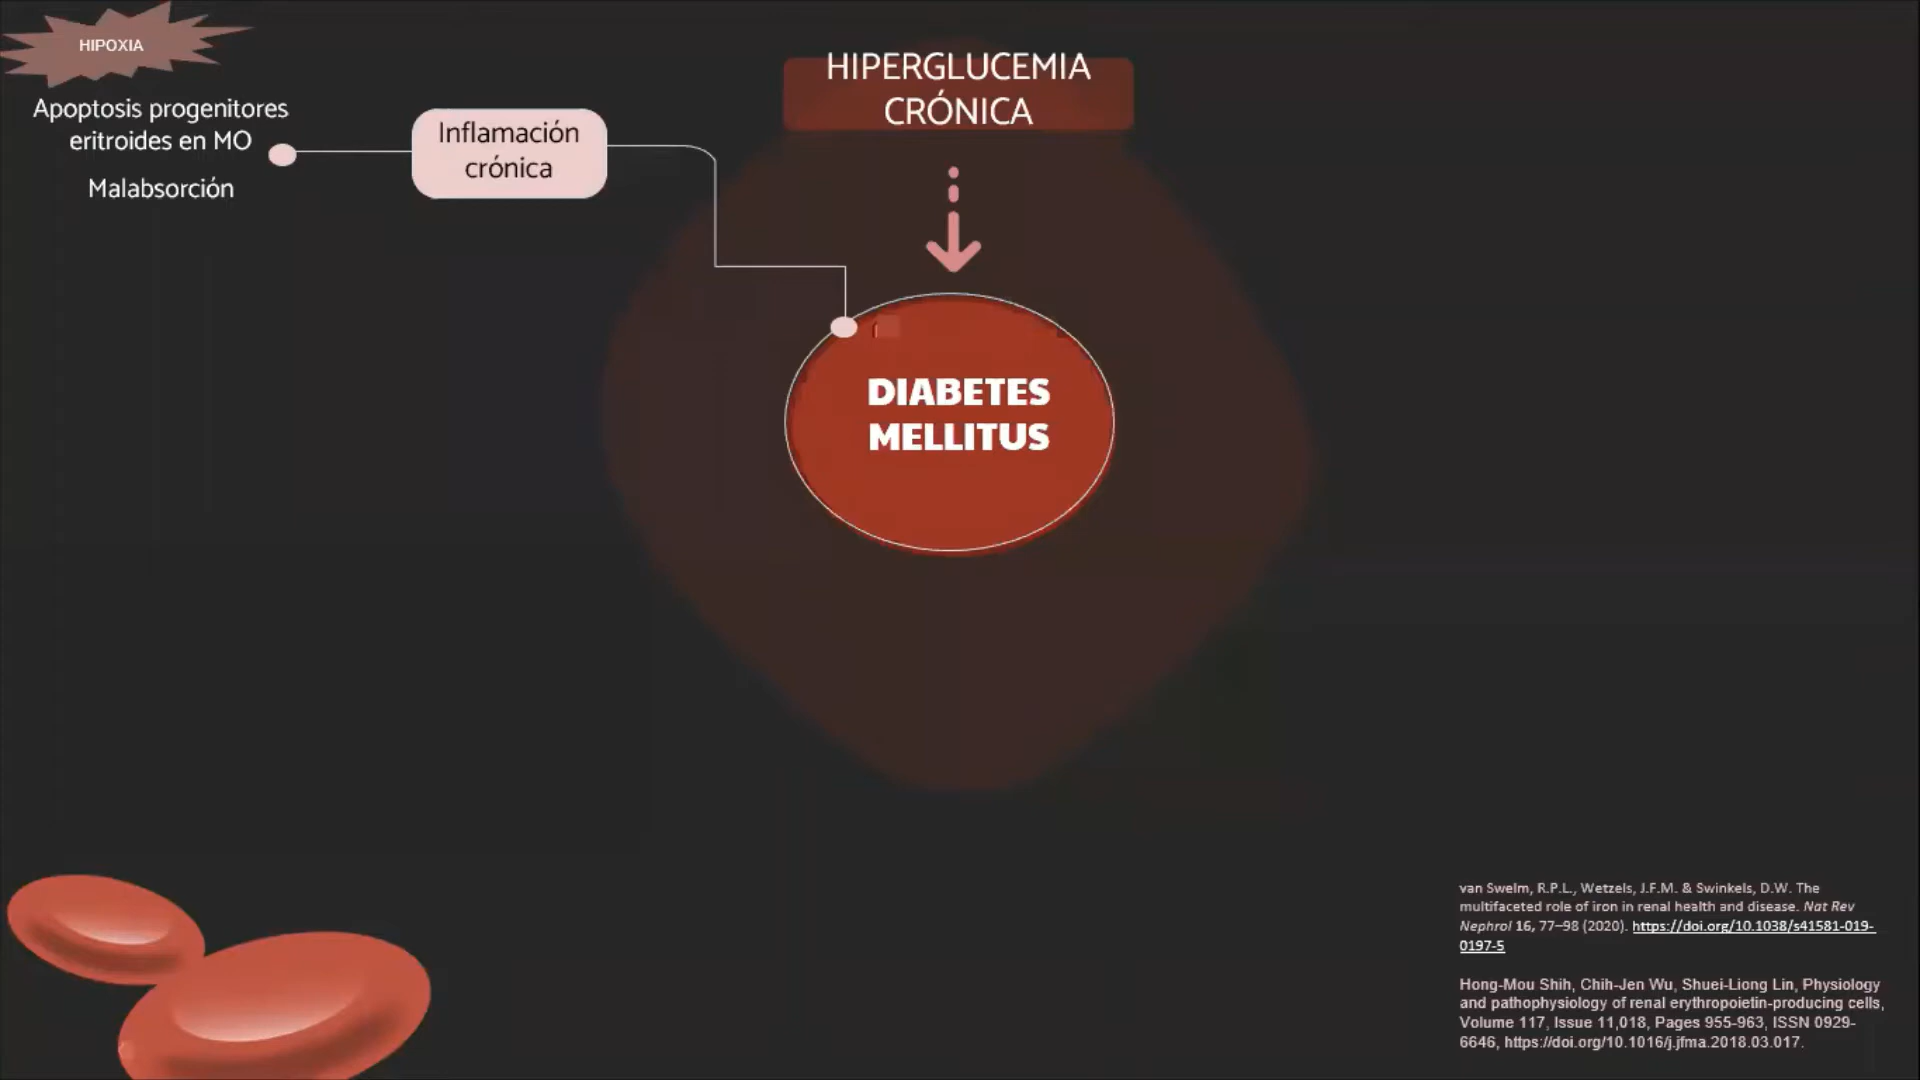 HIPOXIA
Apoptosis progenitores
eritroides en MO
Malabsorción
Inflamación
crónica
HIPERGLUCEMIA
CRÓNICA
DIABETES
MELLITUS
van Swelm, R.P.L., Wetzels, J.F.M. & Swinkels, D.W. The
multifaceted role of iron in renal health and disease. Nat Rev
Nephrol 16, 77–98 (2020). https://doi.org/10.1038/s41581-019-
0197-5
Hong-Mou Shih, Chih-Jen Wu, Shuei-Liong Lin, Physiology
and pathophysiology of renal erythropoietin-producing cells,
Volume 117, Issue 11,018, Pages 955-963, ISSN 0929-
6646, https://doi.org/10.1016/j.jfma.2018.03.017.